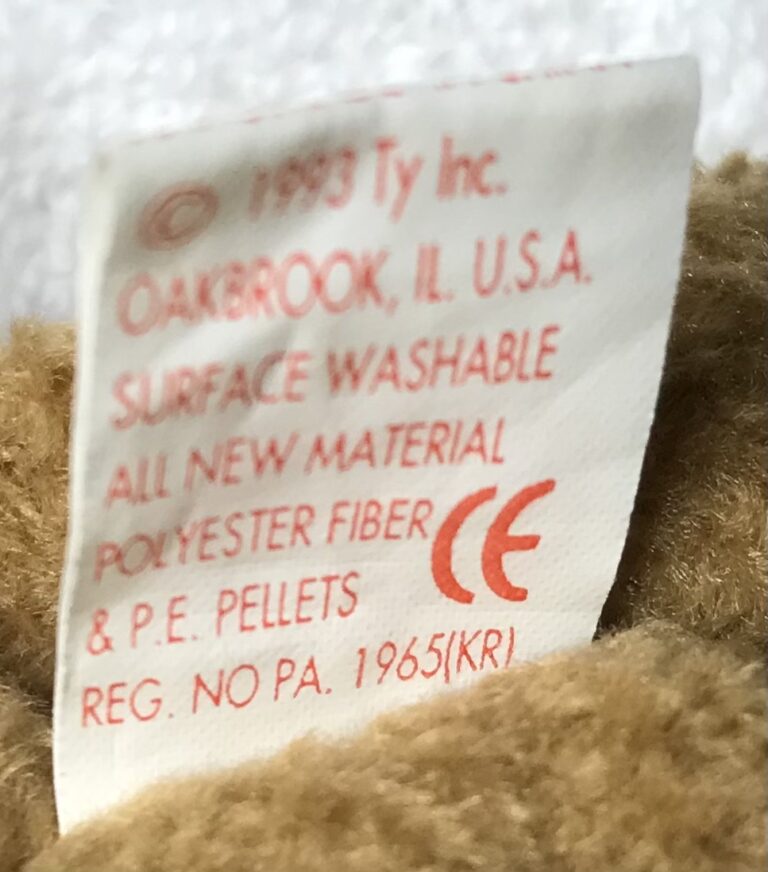 © 1993 Ty Inc.
OAKBROOK, IL. U.S.A.
SURFACE WASHABLE
ALL NEW MATERIAL
POLYESTER FIBER CE
& P.E. PELLETS
REG. NO PA. 1965(KR)